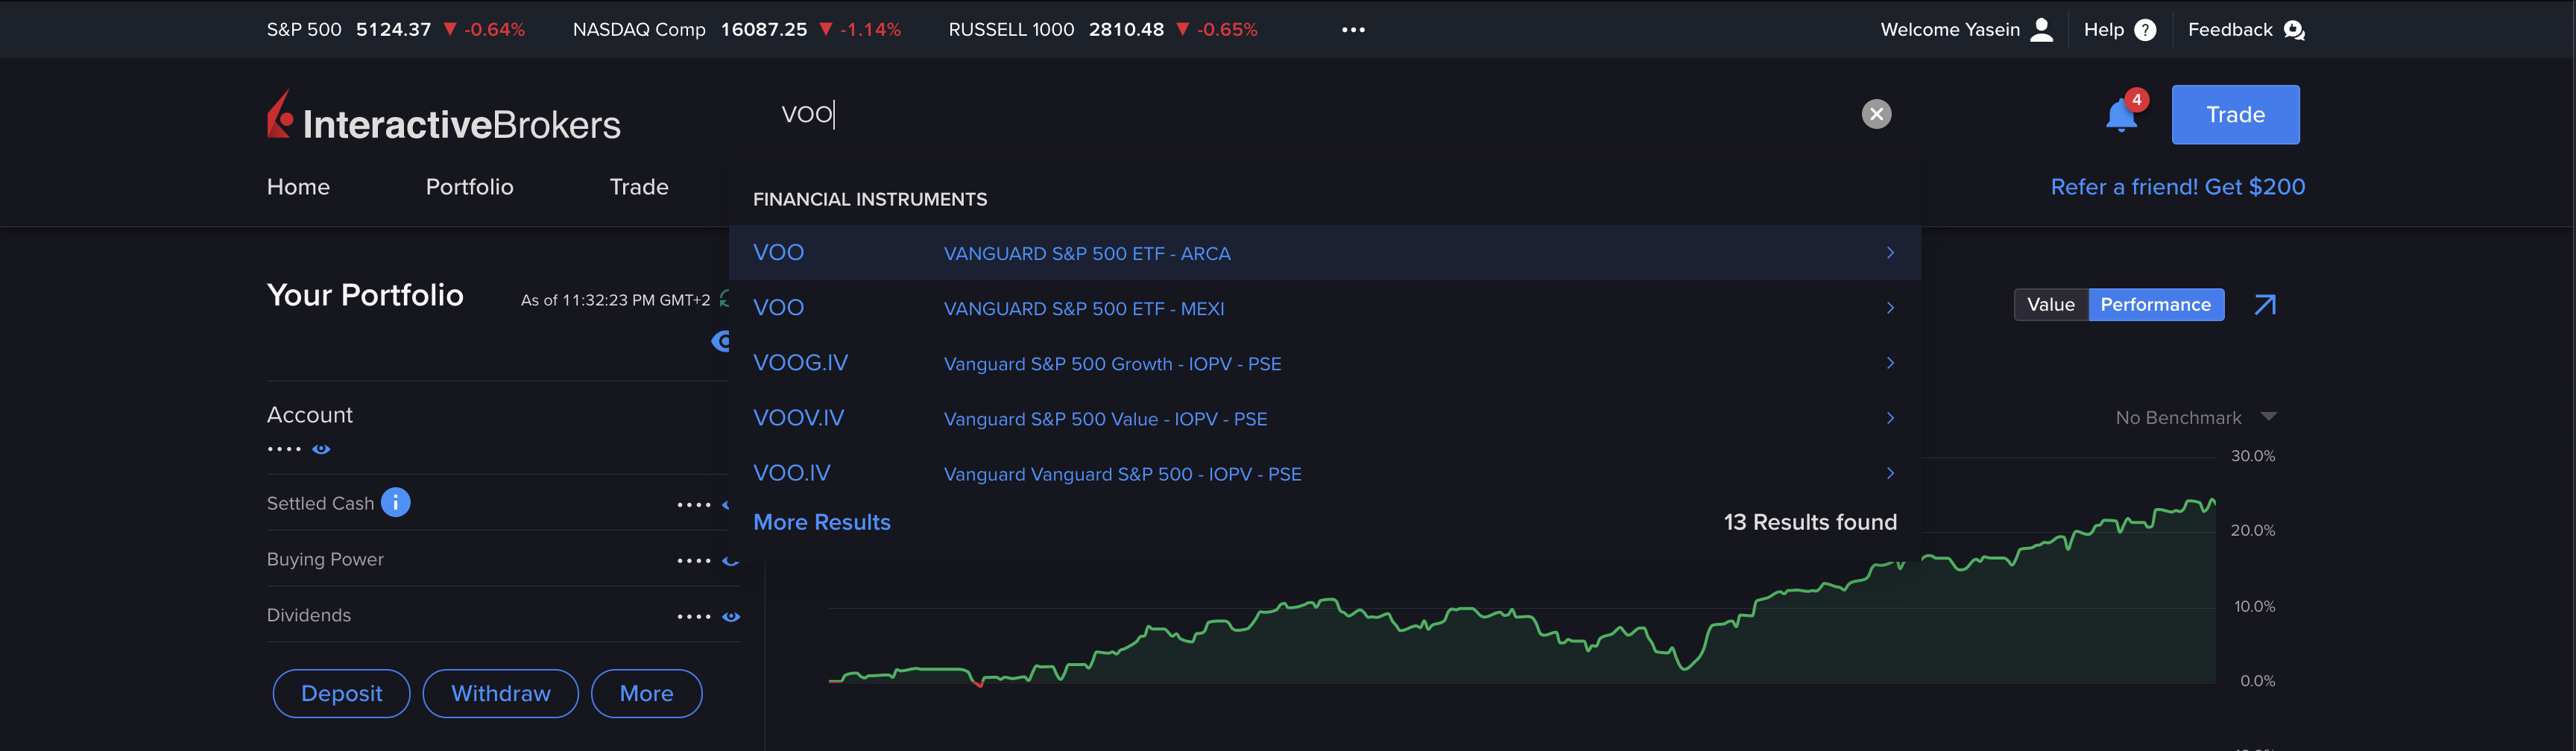 S&P 500 5124.37 ▼ -0.64% NASDAQ Comp 16087.25 ▼ -1.14% RUSSELL 1000 2810.48 ▼ -0.65% ••• Welcome Yasein Help ? Feedback
InteractiveBrokers
VOO
4
Trade
Home Portfolio Trade
Refer a friend! Get $200
FINANCIAL INSTRUMENTS
VOO VANGUARD S&P 500 ETF - ARCA
VOO VANGUARD S&P 500 ETF - MEXI
VOOG.IV Vanguard S&P 500 Growth - IOPV - PSE
VOOV.IV Vanguard S&P 500 Value - IOPV - PSE
VOO.IV Vanguard Vanguard S&P 500 - IOPV - PSE
More Results 13 Results found
Your Portfolio As of 11:32:23 PM GMT+2
Value Performance
Account
••••
Settled Cash i ••••
Buying Power ••••
Dividends ••••
Deposit Withdraw More
No Benchmark
30.0%
20.0%
10.0%
0.0%